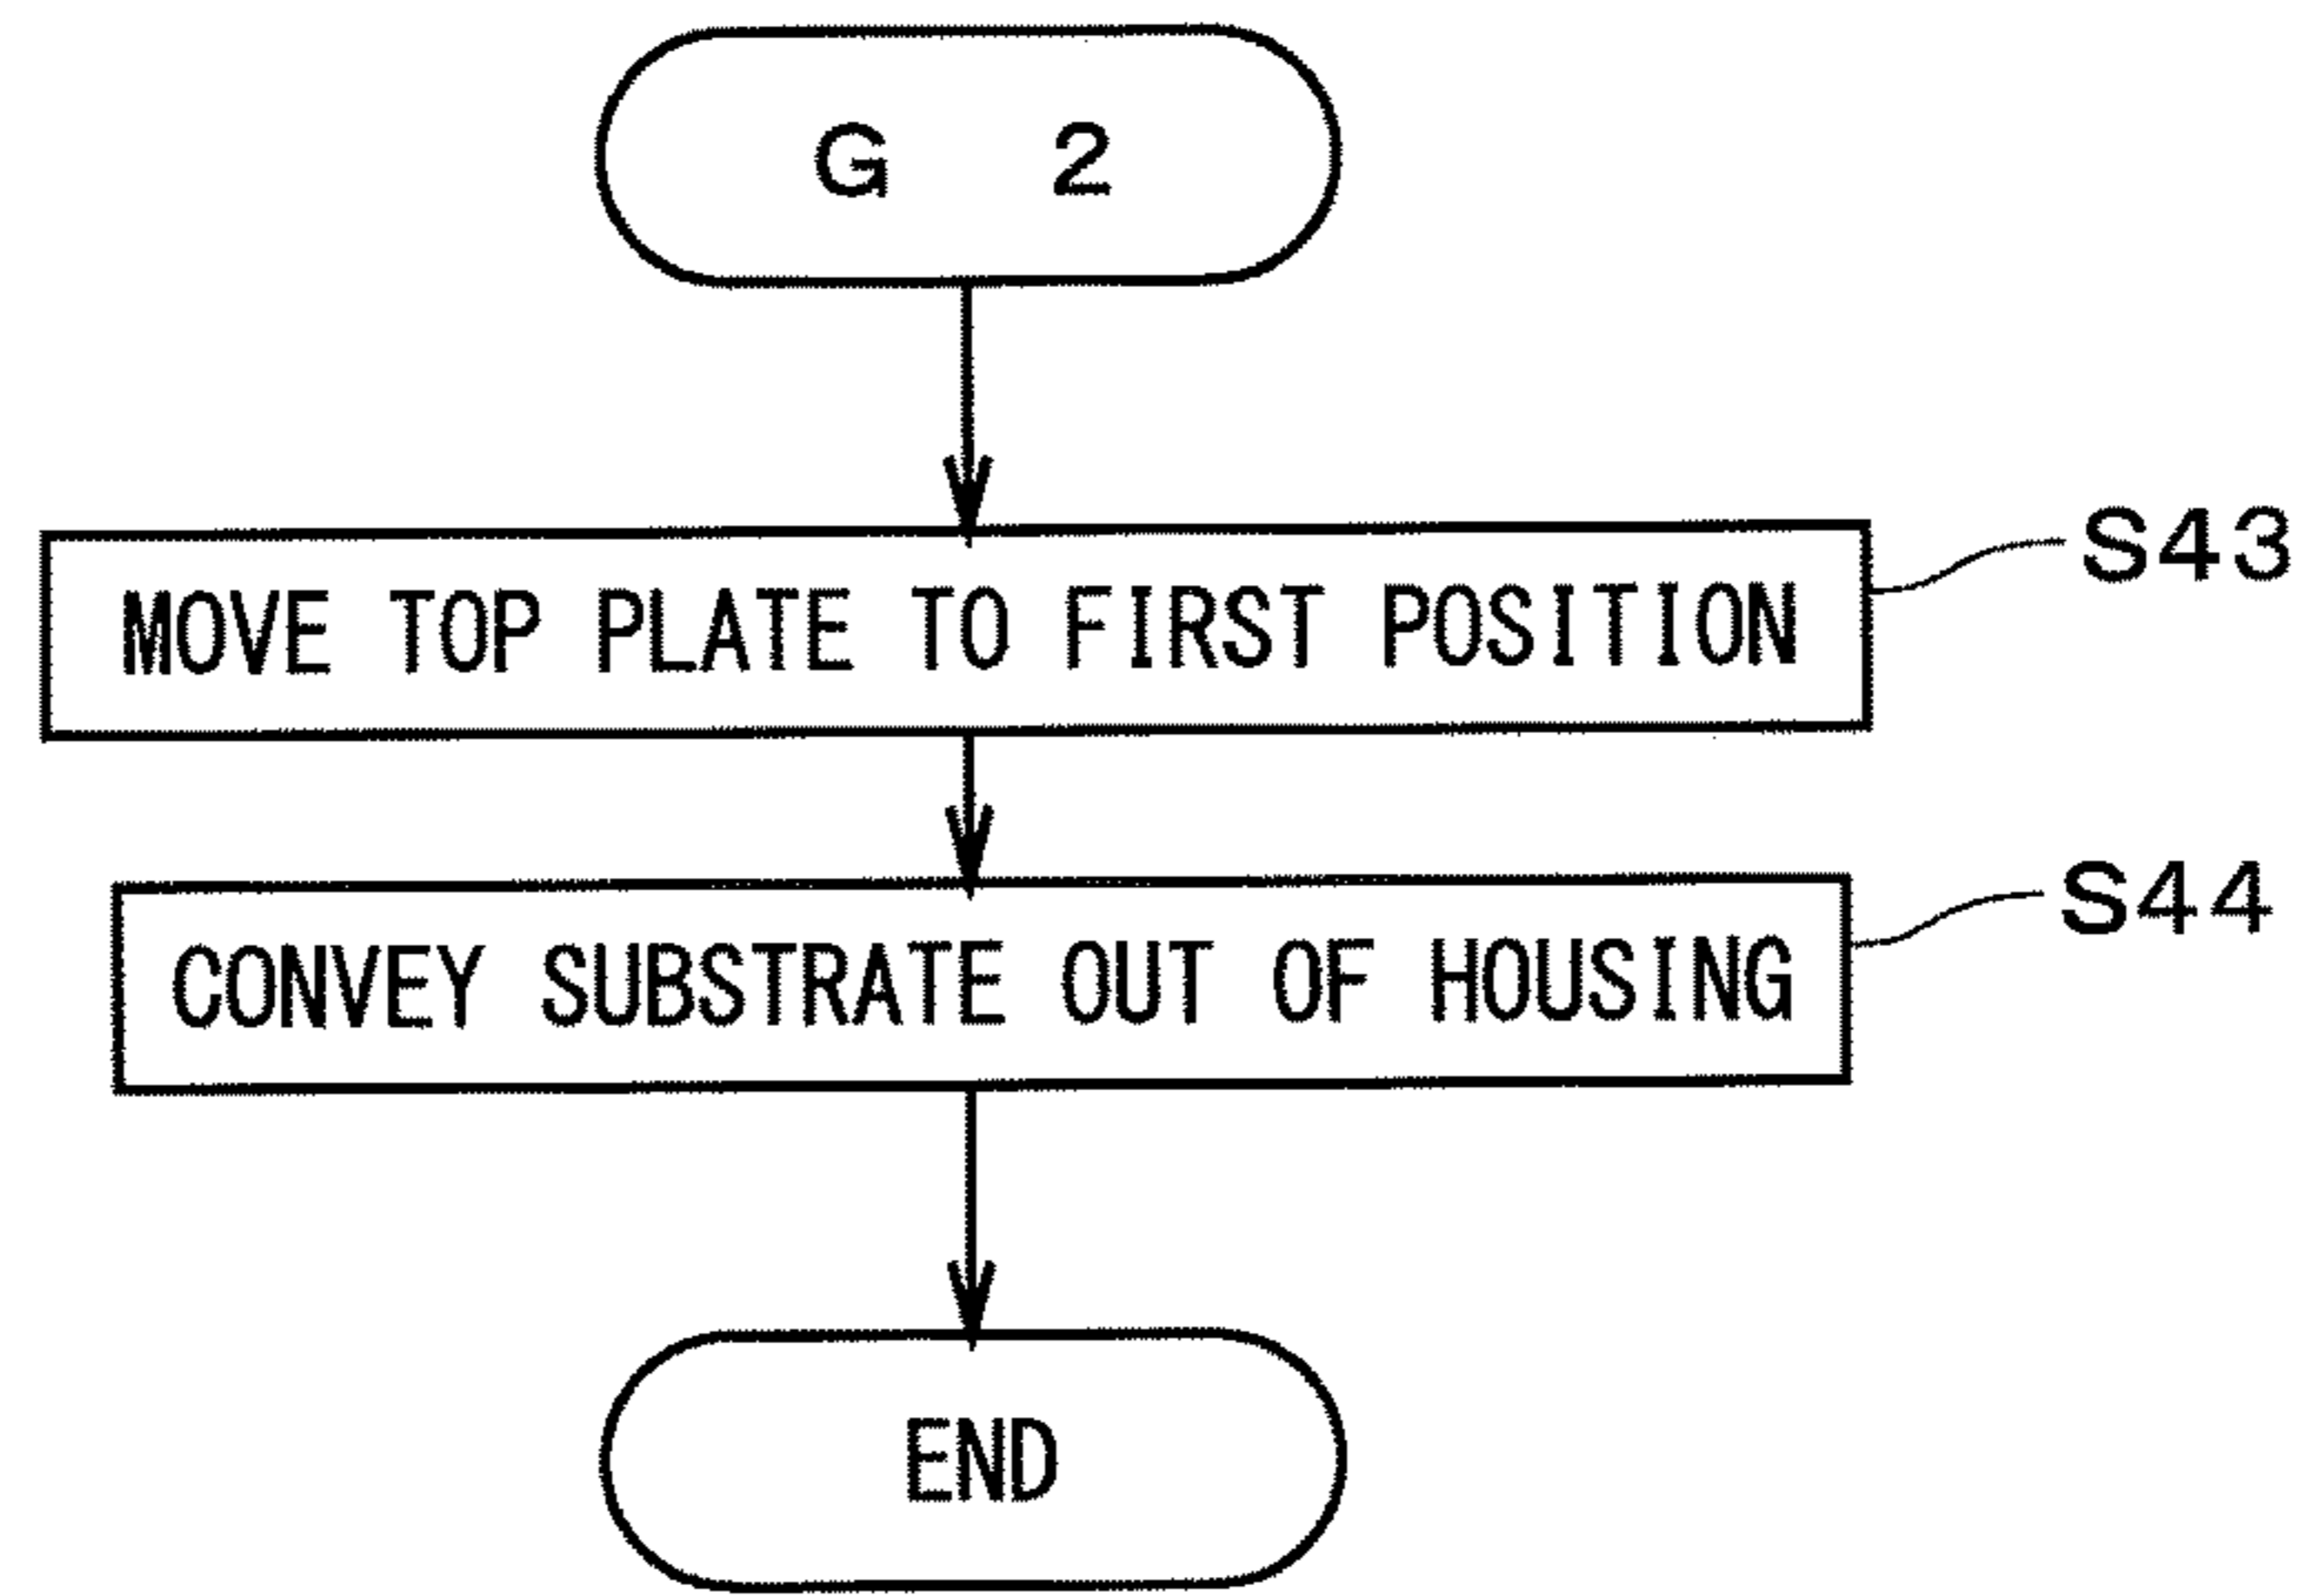 G 2
MOVE TOP PLATE TO FIRST POSITION
S43
CONVEY SUBSTRATE OUT OF HOUSING
S44
END